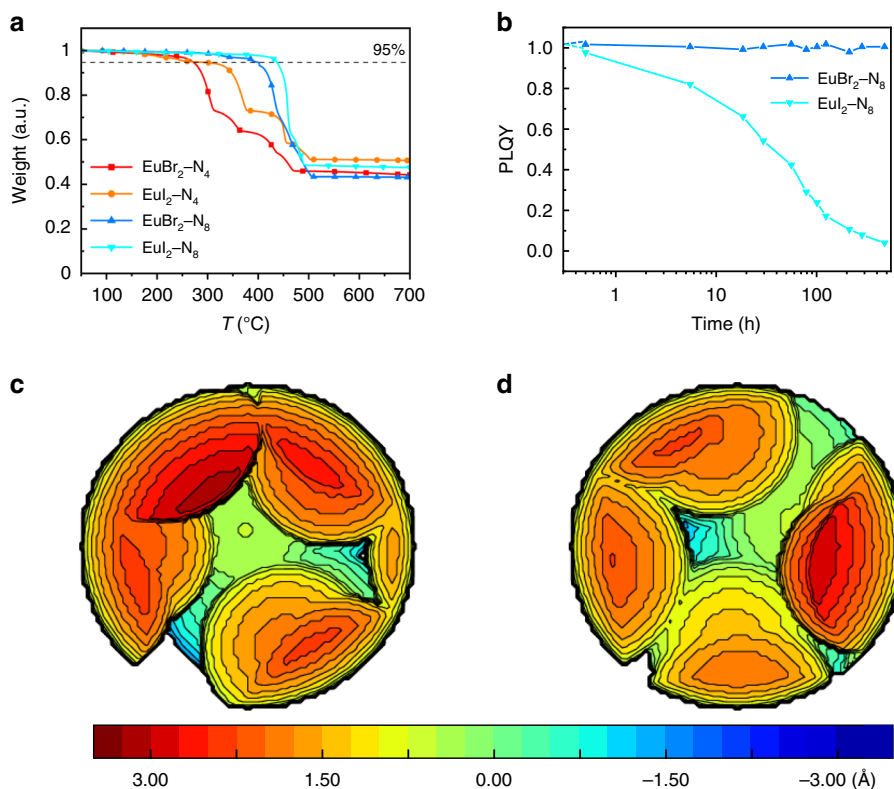 a
1
0.8
0.6
0.4
0.2
0
Weight (a.u.)
95%
EuBr₂–N₄
EuI₂–N₄
EuBr₂–N₈
EuI₂–N₈
100 200 300 400 500 600 700
T (°C)
b
1.0
0.8
0.6
0.4
0.2
0.0
PLQY
EuBr₂–N₈
EuI₂–N₈
1 10 100
Time (h)
c
d
3.00 1.50 0.00 –1.50 –3.00 (Å)